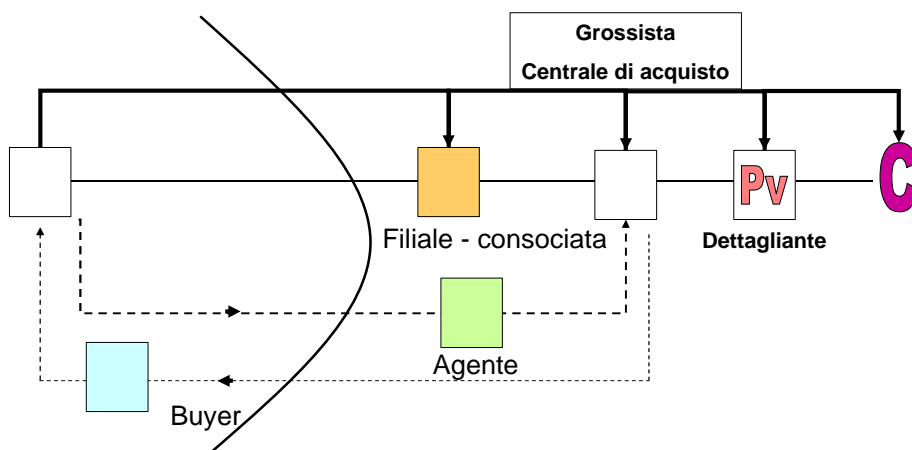 Grossista
Centrale di acquisto
Pv
C
Filiale - consociata
Dettagliante
Agente
Buyer